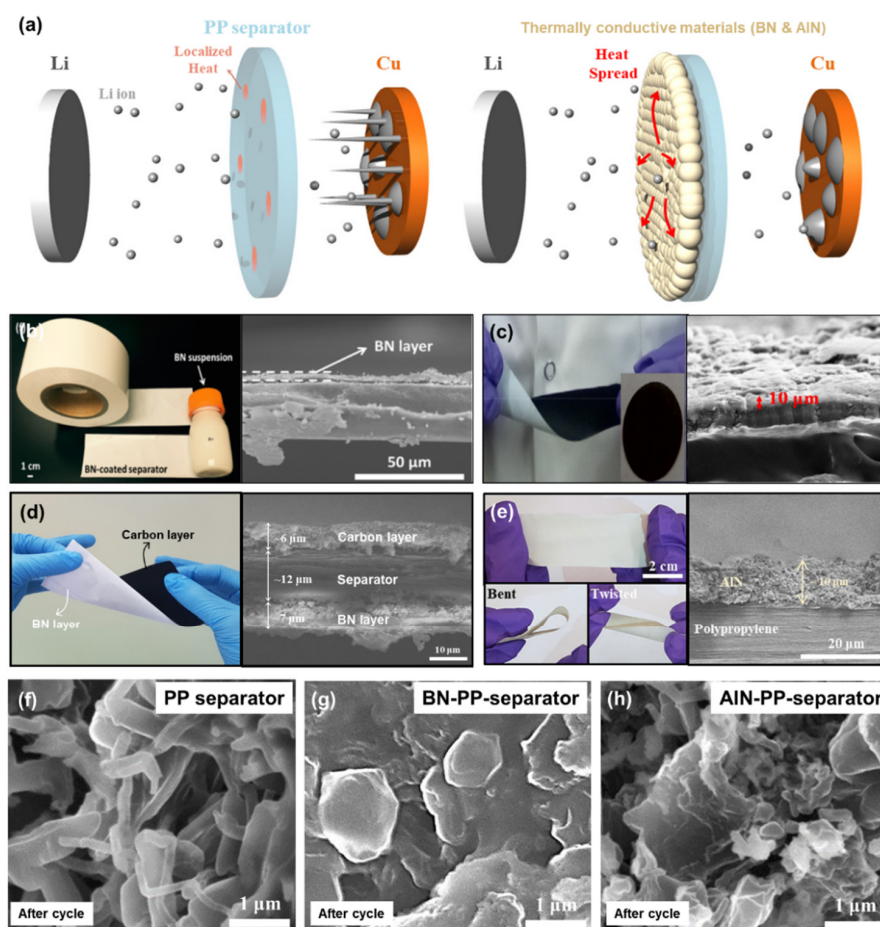 (a)
PP separator
Thermally conductive materials (BN & AlN)
Li
Localized
Heat
Cu
Li
Heat
Spread
Cu
Li ion
(b)
BN suspension
BN layer
1 cm
BN-coated separator
50 μm
(c)
10 μm
(d)
Carbon layer
BN layer
~6 μm
Carbon layer
~12 μm
Separator
7 μm
BN layer
10 μm
(e)
2 cm
Bent
Twisted
AlN
10 μm
Polypropylene
20 μm
(f)
PP separator
After cycle
1 μm
(g)
BN-PP-separator
After cycle
1 μm
(h)
AlN-PP-separator
After cycle
1 μm